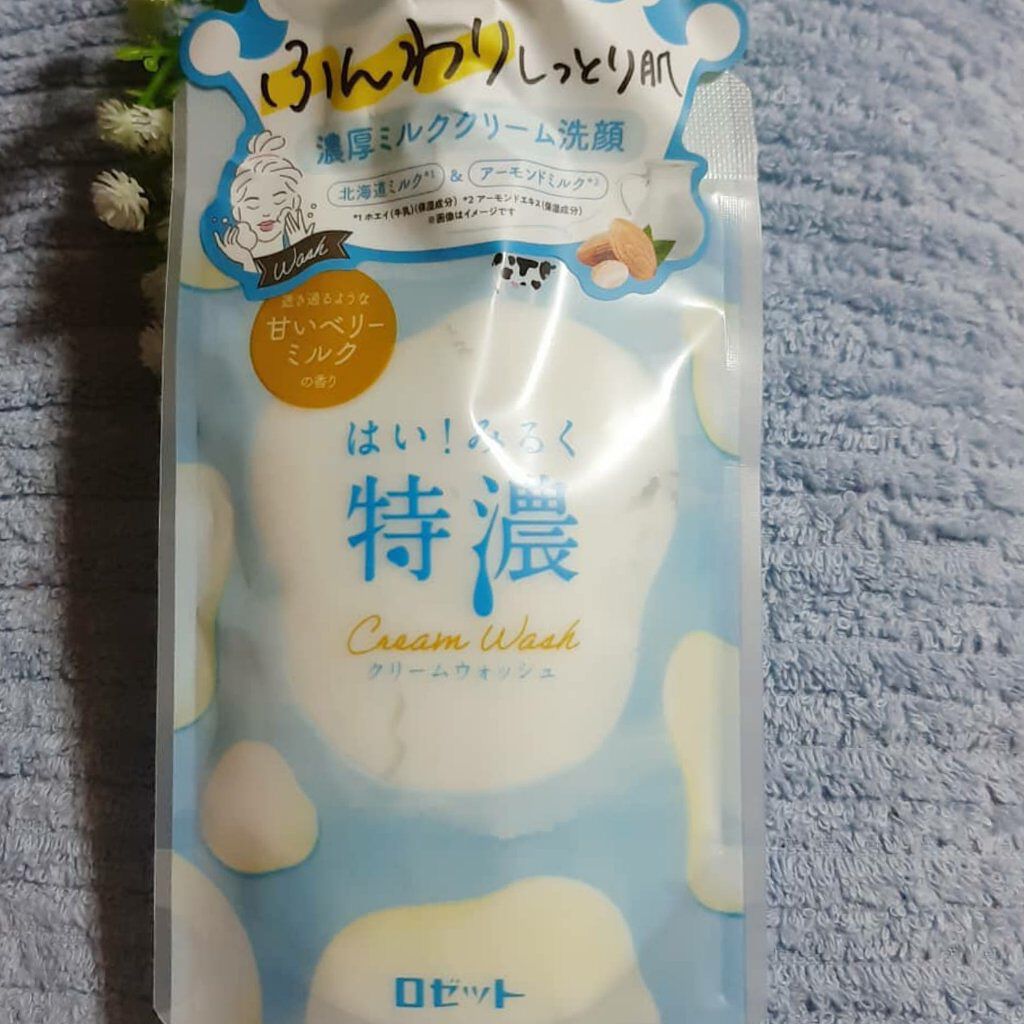 ふんわりしっとり肌
濃厚ミルククリーム洗顔
北海道ミルク*1 & アーモンドミルク*2
*1 ホエイ(牛乳)(保湿成分) *2 アーモンドエキス(保湿成分)
※画像はイメージです
Wash
透き通るような
甘いベリー
ミルク
の香り
はい!みるく
特濃
Cream Wash
クリームウォッシュ
ロゼット